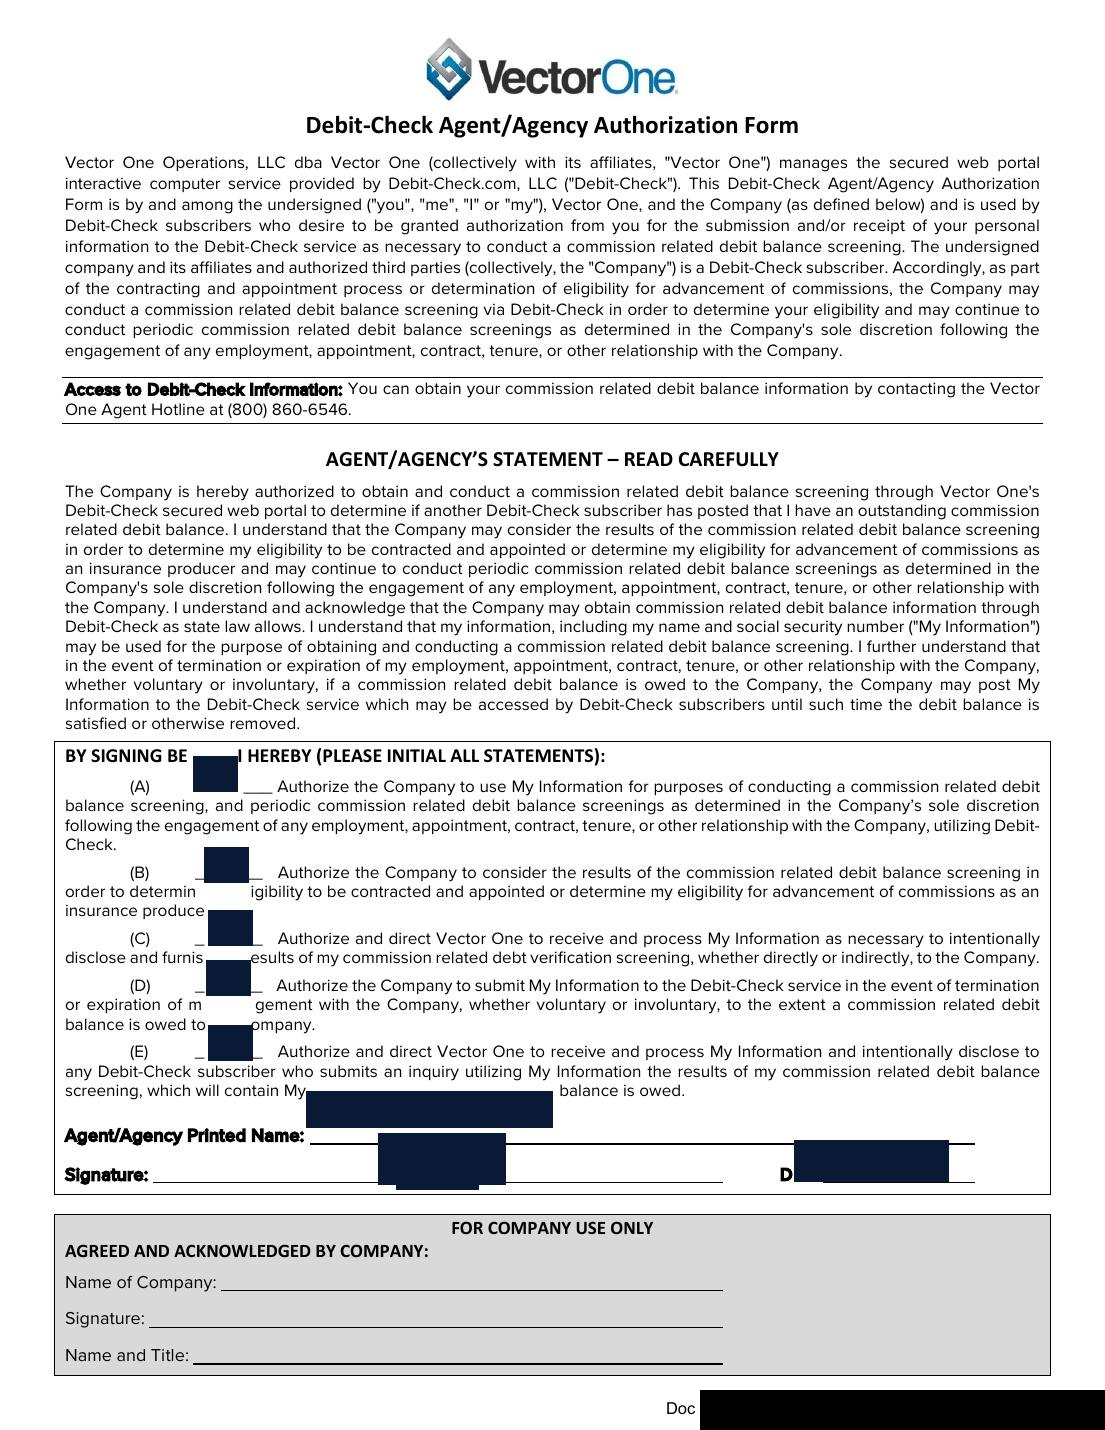 VectorOne
Debit-Check Agent/Agency Authorization Form
Vector One Operations, LLC dba Vector One (collectively with its affiliates, "Vector One") manages the secured web portal
interactive computer service provided by Debit-Check.com, LLC ("Debit-Check"). This Debit-Check Agent/Agency Authorization
Form is by and among the undersigned ("you", "me", "I" or "my"), Vector One, and the Company (as defined below) and is used by
Debit-Check subscribers who desire to be granted authorization from you for the submission and/or receipt of your personal
information to the Debit-Check service as necessary to conduct a commission related debit balance screening. The undersigned
company and its affiliates and authorized third parties (collectively, the "Company") is a Debit-Check subscriber. Accordingly, as part
of the contracting and appointment process or determination of eligibility for advancement of commissions, the Company may
conduct a commission related debit balance screening via Debit-Check in order to determine your eligibility and may continue to
conduct periodic commission related debit balance screenings as determined in the Company's sole discretion following the
engagement of any employment, appointment, contract, tenure, or other relationship with the Company.
Access to Debit-Check Information: You can obtain your commission related debit balance information by contacting the Vector
One Agent Hotline at (800) 860-6546.
AGENT/AGENCY'S STATEMENT – READ CAREFULLY
The Company is hereby authorized to obtain and conduct a commission related debit balance screening through Vector One's
Debit-Check secured web portal to determine if another Debit-Check subscriber has posted that I have an outstanding commission
related debit balance. I understand that the Company may consider the results of the commission related debit balance screening
in order to determine my eligibility to be contracted and appointed or determine my eligibility for advancement of commissions as
an insurance producer and may continue to conduct periodic commission related debit balance screenings as determined in the
Company's sole discretion following the engagement of any employment, appointment, contract, tenure, or other relationship with
the Company. I understand and acknowledge that the Company may obtain commission related debit balance information through
Debit-Check as state law allows. I understand that my information, including my name and social security number ("My Information")
may be used for the purpose of obtaining and conducting a commission related debit balance screening. I further understand that
in the event of termination or expiration of my employment, appointment, contract, tenure, or other relationship with the Company,
whether voluntary or involuntary, if a commission related debit balance is owed to the Company, the Company may post My
Information to the Debit-Check service which may be accessed by Debit-Check subscribers until such time the debit balance is
satisfied or otherwise removed.
BY SIGNING BE I HEREBY (PLEASE INITIAL ALL STATEMENTS):
(A) ___ Authorize the Company to use My Information for purposes of conducting a commission related debit
balance screening, and periodic commission related debit balance screenings as determined in the Company's sole discretion
following the engagement of any employment, appointment, contract, tenure, or other relationship with the Company, utilizing Debit-
Check.
(B) _ _ Authorize the Company to consider the results of the commission related debit balance screening in
order to determin igibility to be contracted and appointed or determine my eligibility for advancement of commissions as an
insurance produce
(C) _ _ Authorize and direct Vector One to receive and process My Information as necessary to intentionally
disclose and furnis esults of my commission related debt verification screening, whether directly or indirectly, to the Company.
(D) _ _ Authorize the Company to submit My Information to the Debit-Check service in the event of termination
or expiration of m gement with the Company, whether voluntary or involuntary, to the extent a commission related debit
balance is owed to ompany.
(E) _ _ Authorize and direct Vector One to receive and process My Information and intentionally disclose to
any Debit-Check subscriber who submits an inquiry utilizing My Information the results of my commission related debit balance
screening, which will contain My balance is owed.
Agent/Agency Printed Name:
Signature: D
FOR COMPANY USE ONLY
AGREED AND ACKNOWLEDGED BY COMPANY:
Name of Company:
Signature:
Name and Title:
Doc